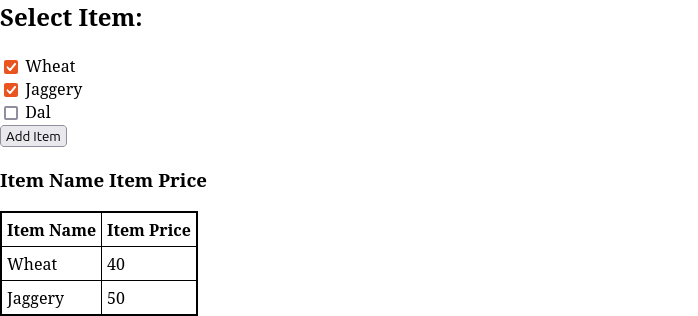 Select Item:
Wheat
Jaggery
Dal
Add Item
Item Name Item Price
Item Name Item Price
Wheat 40
Jaggery 50